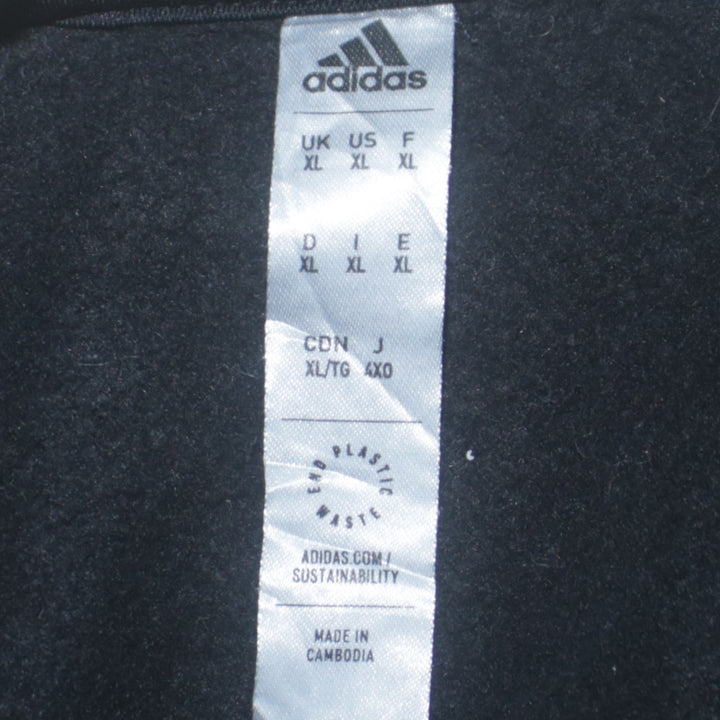 adidas
UK US F
XL XL XL
D I E
XL XL XL
CDN J
XL/TG 4XO
END PLASTIC WASTE
ADIDAS.COM/
SUSTAINABILITY
MADE IN
CAMBODIA